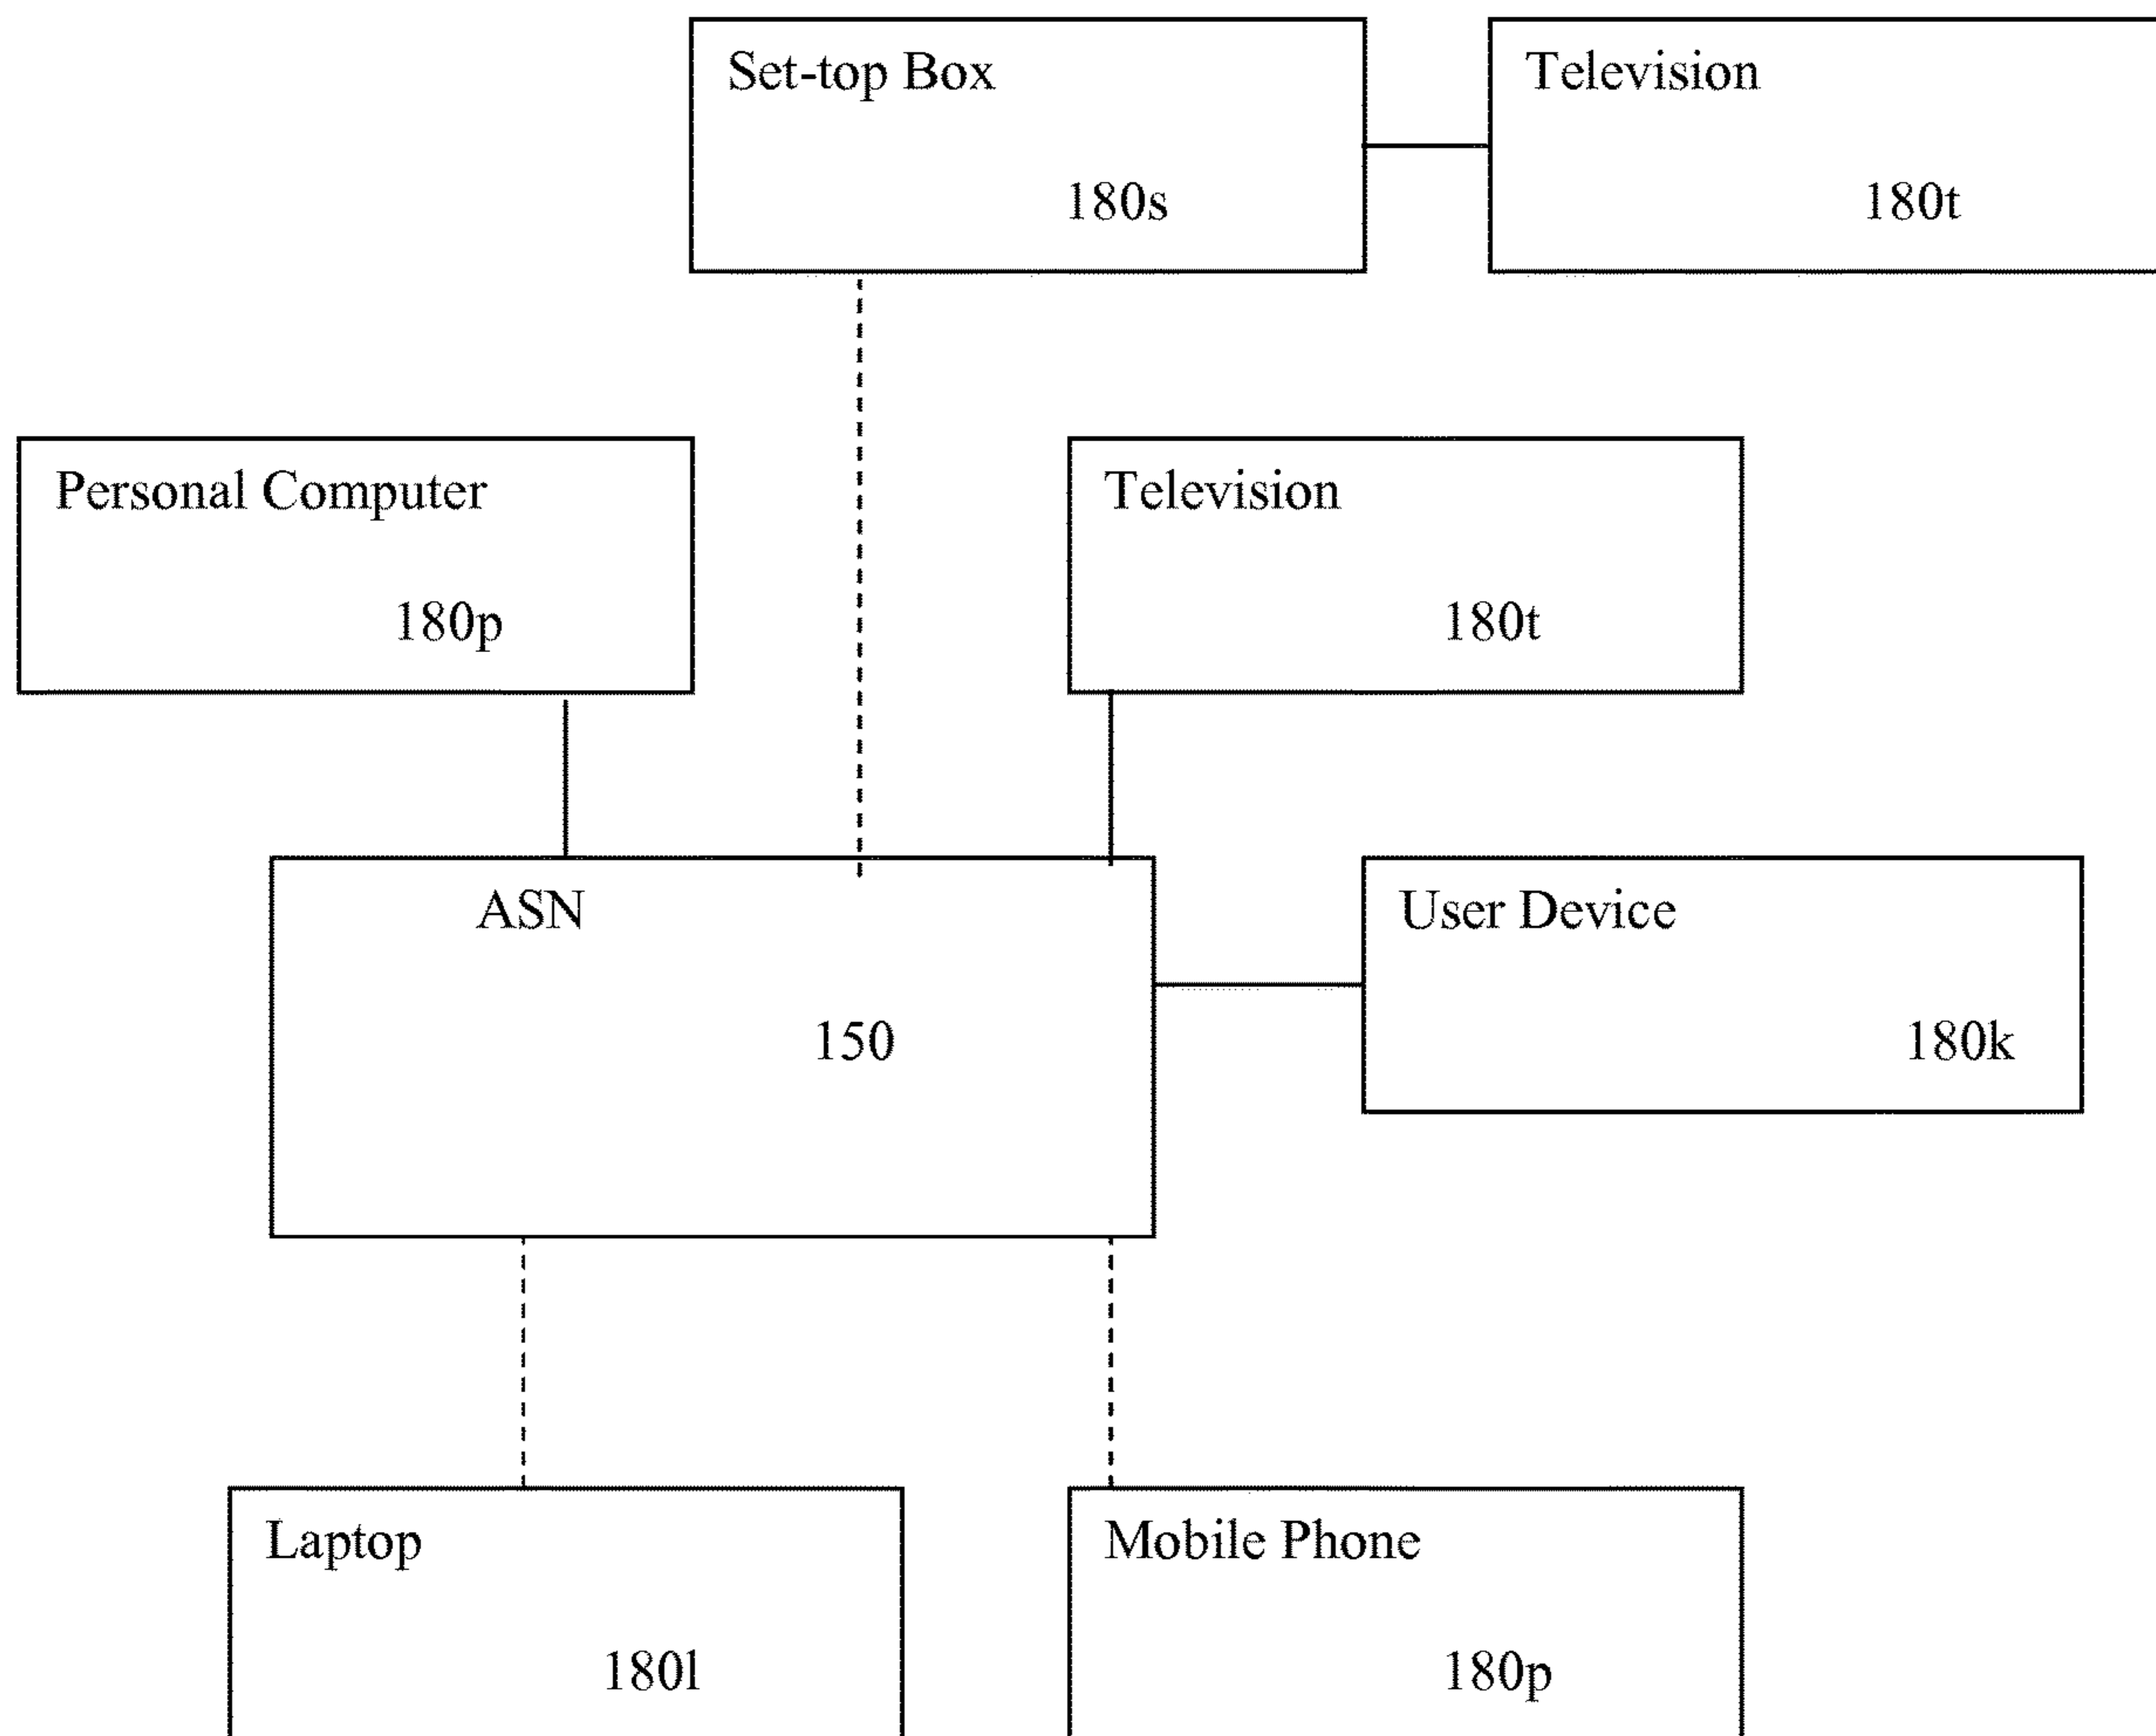 Set-top Box
180s
Television
180t
Personal Computer
180p
Television
180t
ASN
150
User Device
180k
Laptop
180l
Mobile Phone
180p